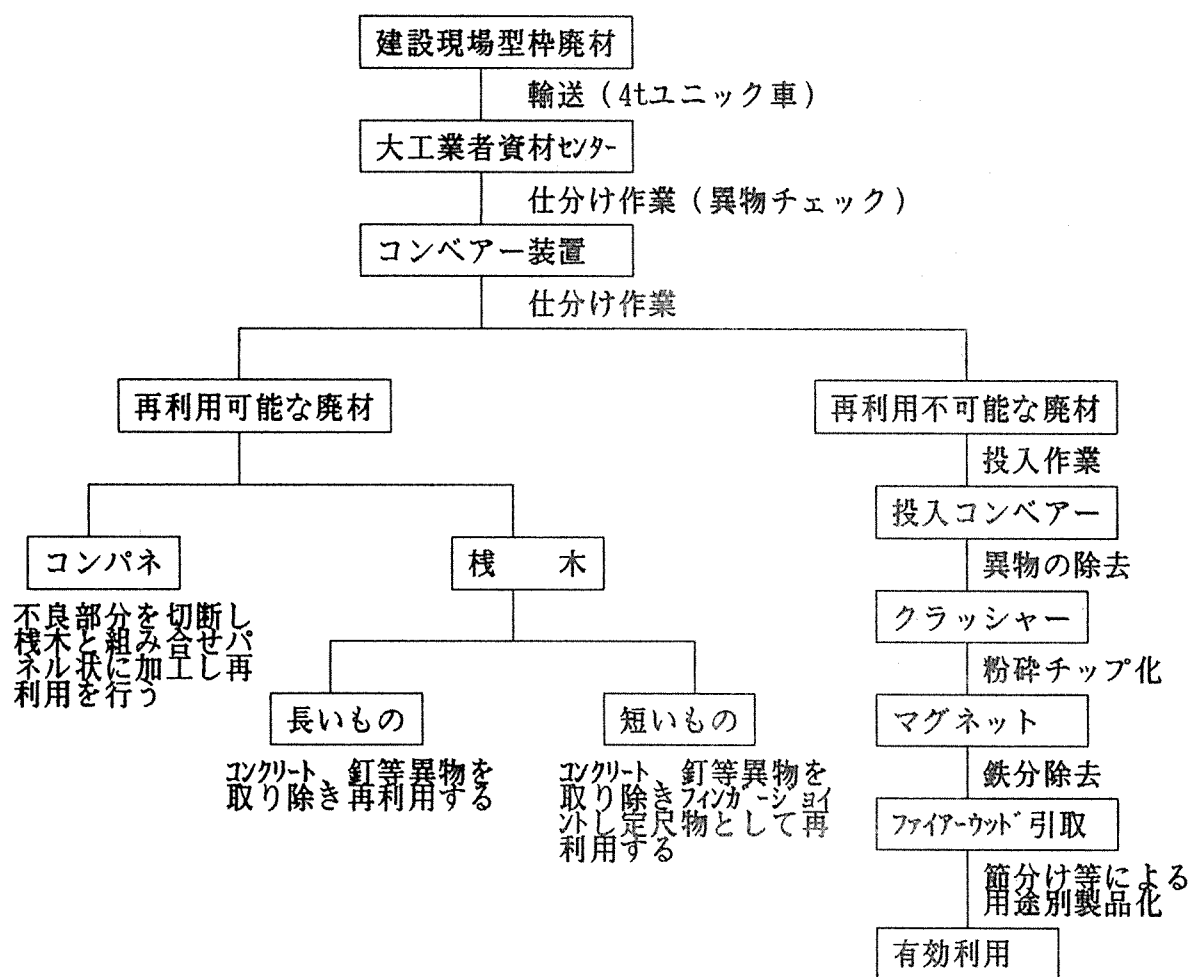 建設現場型枠廃材
輸送（4tユニック車）
大工業者資材ｾﾝﾀｰ
仕分け作業（異物チェック）
コンベアー装置
仕分け作業
再利用可能な廃材
再利用不可能な廃材
投入作業
投入コンベアー
コンパネ
桟　木
異物の除去
不良部分を切断し
桟木と組み合せパ
ネル状に加工し再
利用を行う
クラッシャー
粉砕チップ化
長いもの
短いもの
マグネット
ｺﾝｸﾘｰﾄ、釘等異物を
取り除き再利用する
ｺﾝｸﾘｰﾄ、釘等異物を
取り除きﾌｨﾝｶﾞｰｼﾞｮｲ
ﾝﾄし定尺物として再
利用する
鉄分除去
ﾌｧｲｱｰｳｯﾄﾞ引取
節分け等による
用途別製品化
有効利用